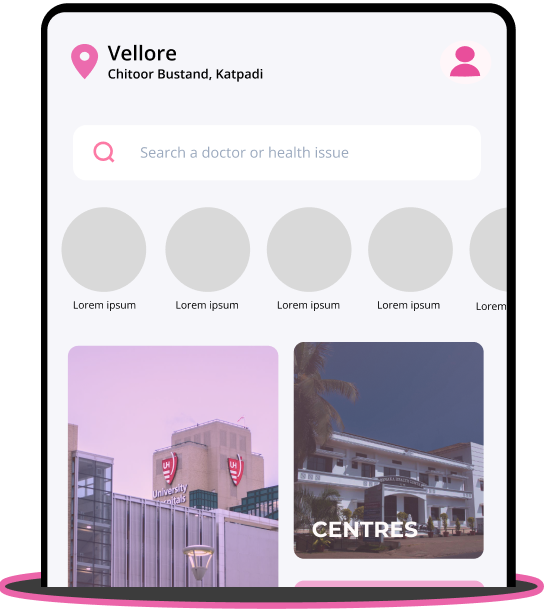 Vellore
Chitoor Bustand, Katpadi
Search a doctor or health issue
Lorem ipsum
Lorem ipsum
Lorem ipsum
Lorem ipsum
Lorem
UH
UH
University
CENTRES